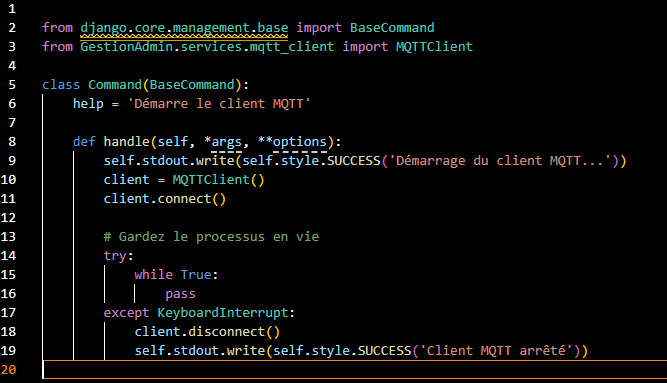 1
2 from django.core.management.base import BaseCommand
3 from GestionAdmin.services.mqtt_client import MQTTClient
4
5 class Command(BaseCommand):
6     help = 'Démarre le client MQTT'
7
8     def handle(self, *args, **options):
9         self.stdout.write(self.style.SUCCESS('Démarrage du client MQTT...'))
10         client = MQTTClient()
11         client.connect()
12
13         # Gardez le processus en vie
14         try:
15             while True:
16                 pass
17         except KeyboardInterrupt:
18             client.disconnect()
19             self.stdout.write(self.style.SUCCESS('Client MQTT arrêté'))
20